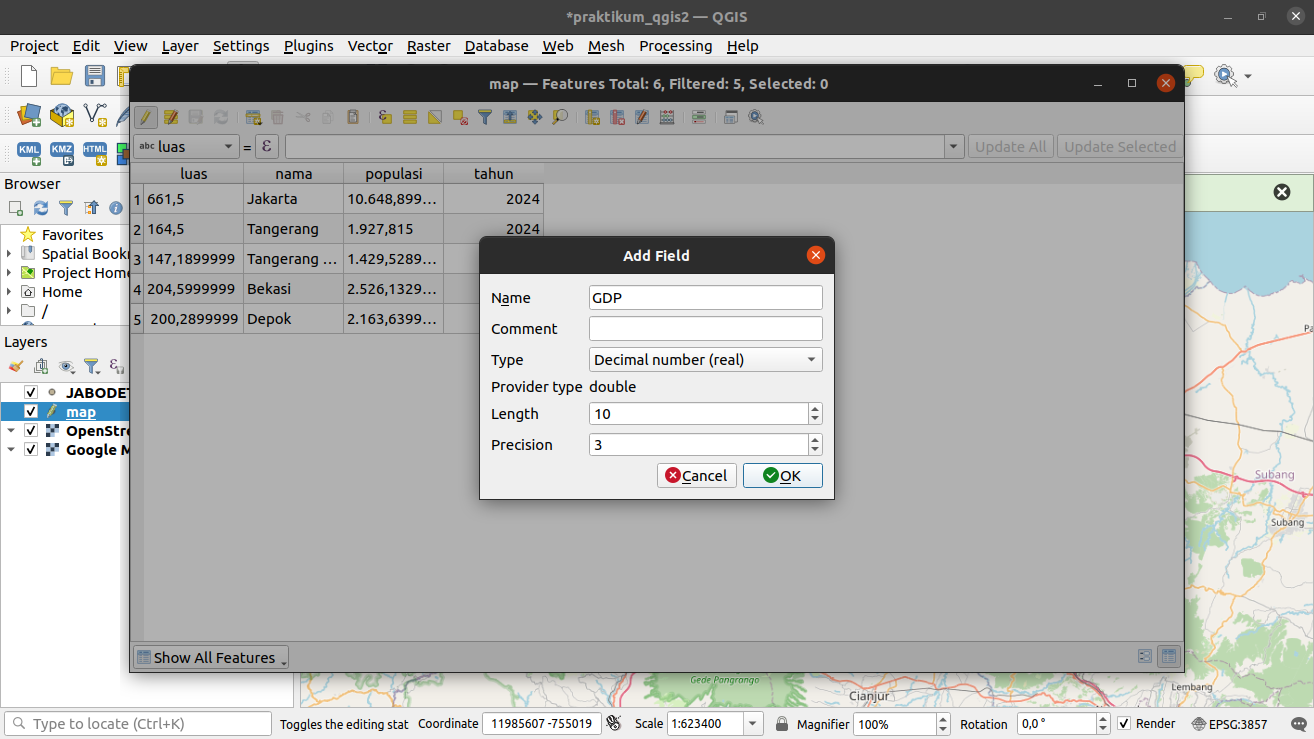 *praktikum_qgis2 — QGIS
Project Edit View Layer Settings Plugins Vector Raster Database Web Mesh Processing Help
map — Features Total: 6, Filtered: 5, Selected: 0
abc luas = ε Update All Update Selected
KML KMZ HTML
Browser
Favorites
Spatial Bookm
Project Home
Home
/
Layers
JABODET
map
OpenStre
Google M
luas nama populasi tahun
1 661,5 Jakarta 10.648,899... 2024
2 164,5 Tangerang 1.927,815 2024
3 147,1899999 Tangerang ... 1.429,5289...
4 204,5999999 Bekasi 2.526,1329...
5 200,2899999 Depok 2.163,6399...
Add Field
Name GDP
Comment
Type Decimal number (real)
Provider type double
Length 10
Precision 3
Cancel OK
Show All Features
Subang
Subang
Gede Pangrango
Cianjur
Lembang
Type to locate (Ctrl+K) Toggles the editing stat Coordinate 11985607 -755019 Scale 1:623400 Magnifier 100% Rotation 0,0 ° Render EPSG:3857